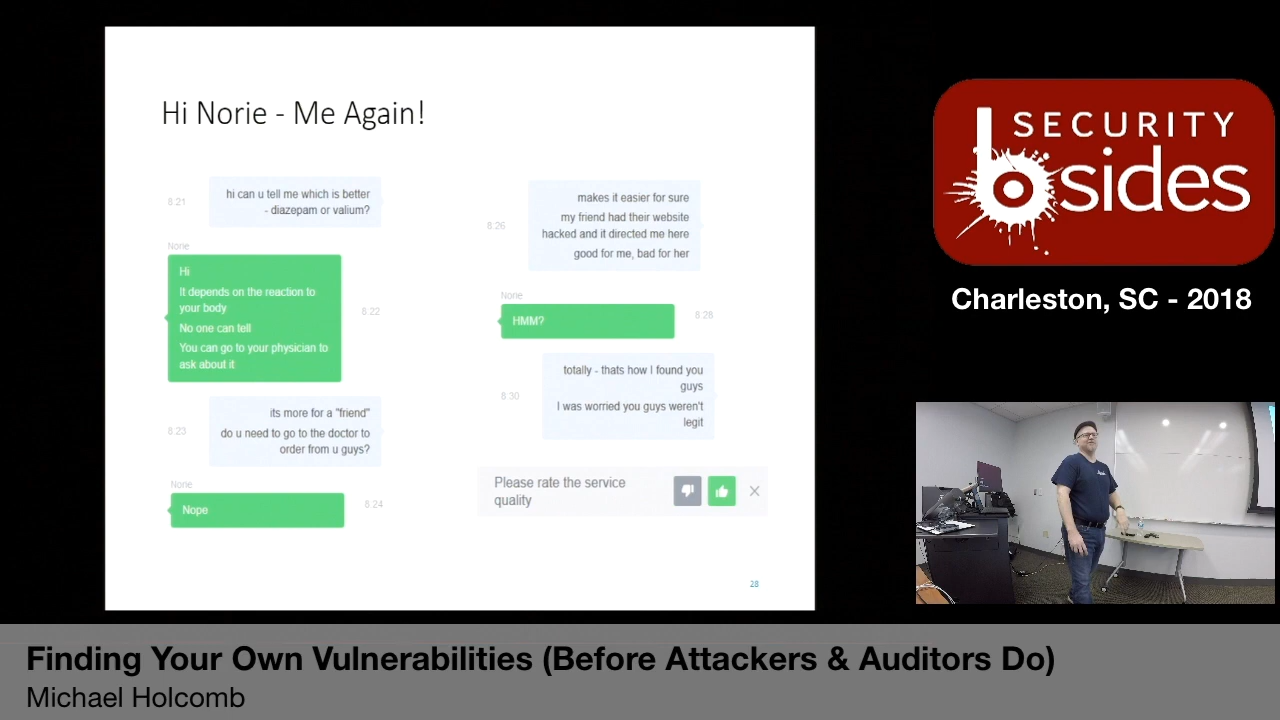 Hi Norie - Me Again!
8:21
hi can u tell me which is better
- diazepam or valium?
None
Hi
It depends on the reaction to
your body
No one can tell
You can go to your physician to
ask about it
8:22
8:23
its more for a "friend"
do u need to go to the doctor to
order from u guys?
None
Nope
8:24
8:26
makes it easier for sure
my friend had their website
hacked and it directed me here
good for me, bad for her
None
HMM?
8:28
8:30
totally - thats how I found you
guys
I was worried you guys weren't
legit
Please rate the service
quality
28
SECURITY
bsides
Charleston, SC - 2018
Finding Your Own Vulnerabilities (Before Attackers & Auditors Do)
Michael Holcomb